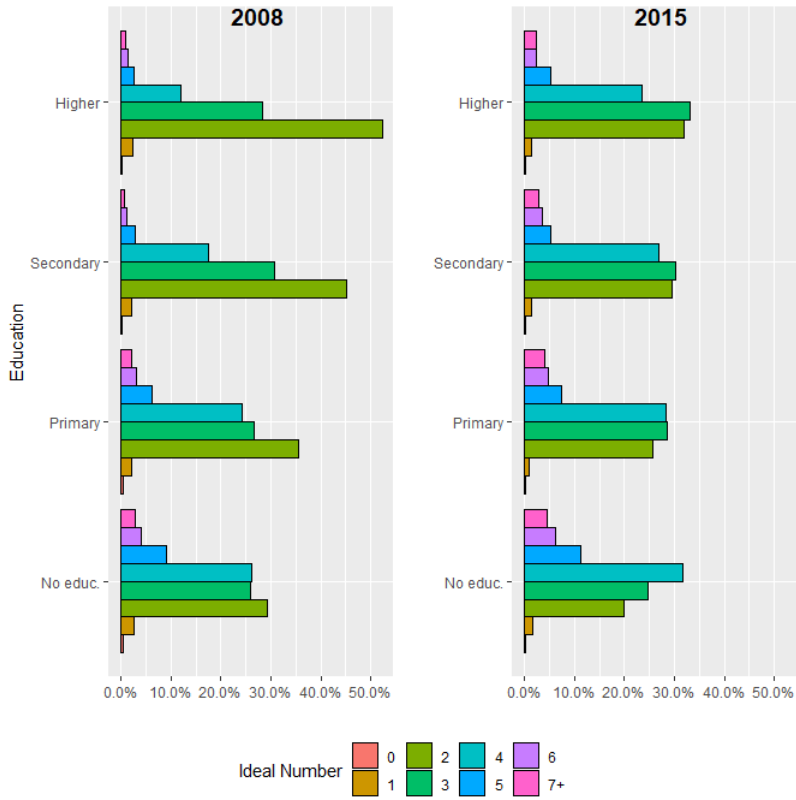 2008
2015
Education
Higher
Secondary
Primary
No educ.
0.0% 10.0% 20.0% 30.0% 40.0% 50.0%
Higher
Secondary
Primary
No educ.
0.0% 10.0% 20.0% 30.0% 40.0% 50.0%
Ideal Number
0 2 4 6
1 3 5 7+